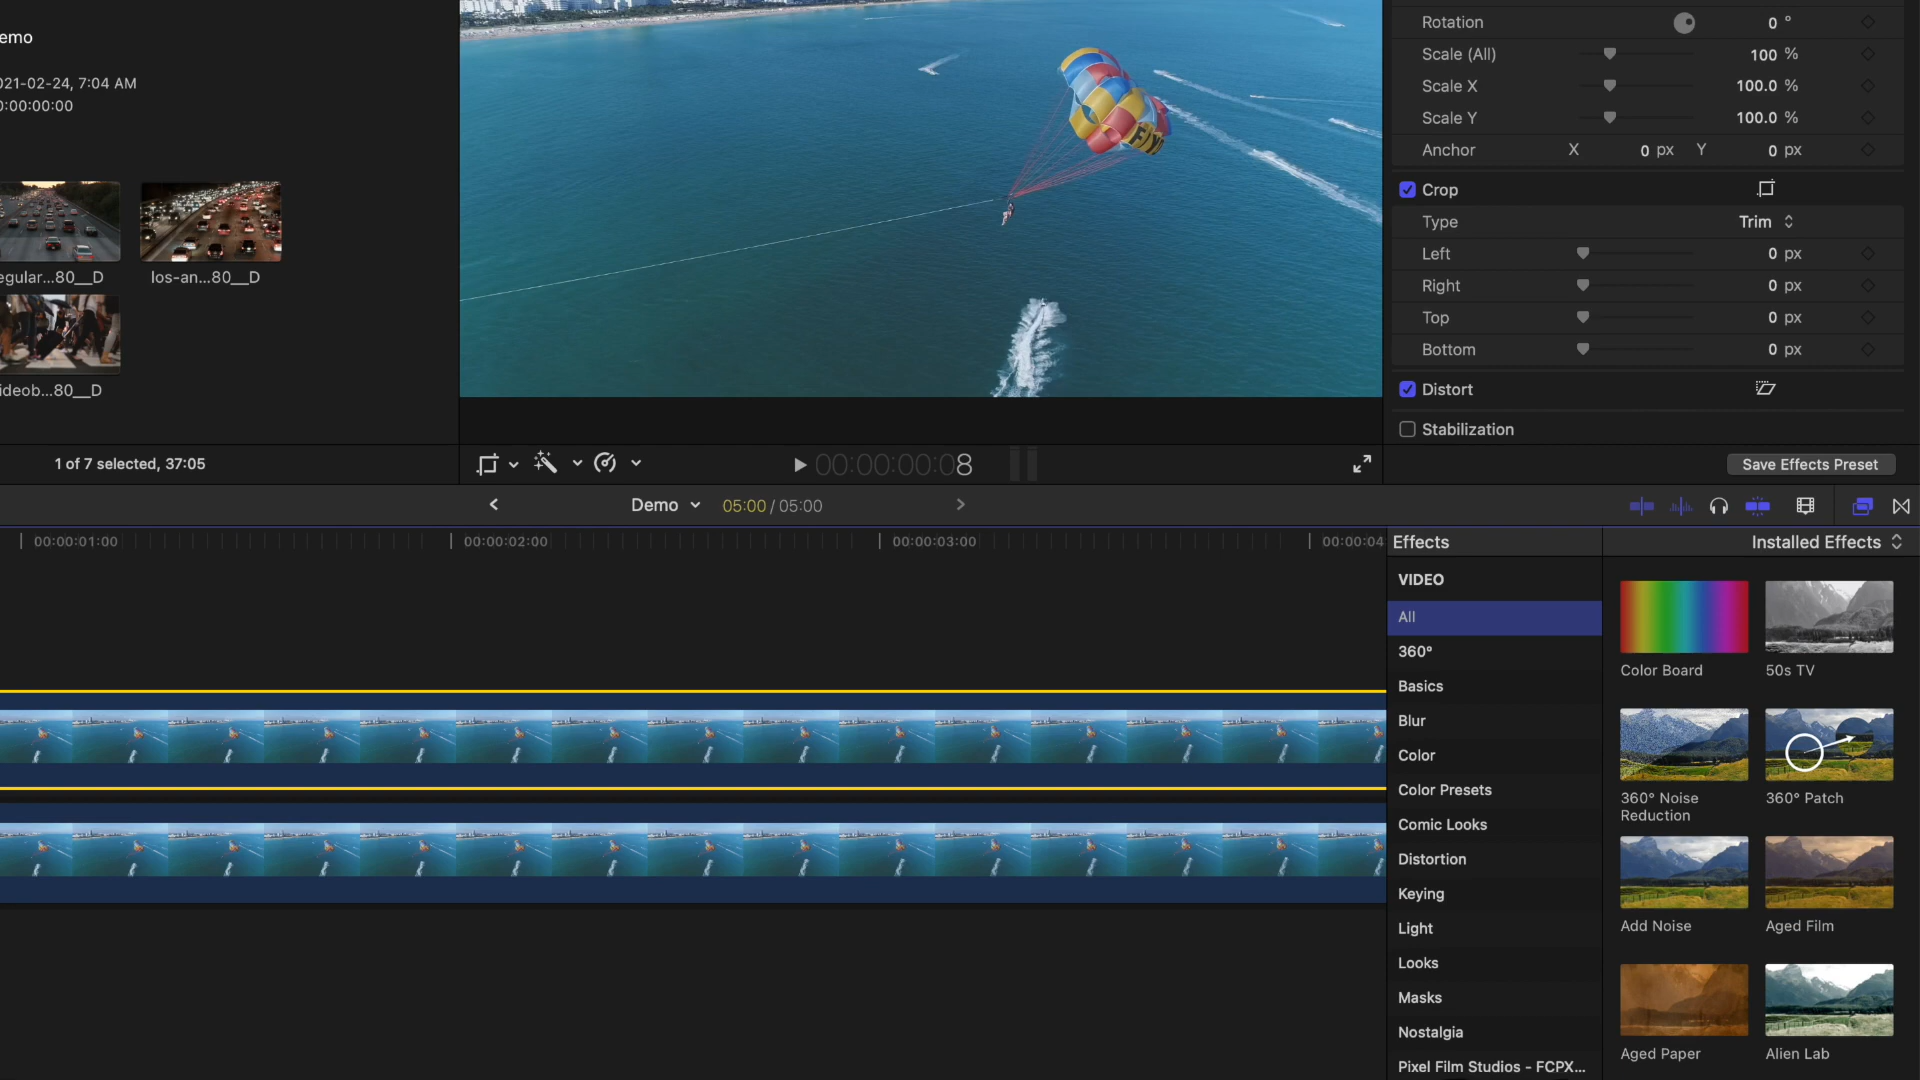 emo
021-02-24, 7:04 AM
0:00:00:00
egular...80__D
los-an...80__D
ideob...80__D
1 of 7 selected, 37:05
FLY
00:00:00:08
Rotation 0 °
Scale (All) 100 %
Scale X 100.0 %
Scale Y 100.0 %
Anchor X 0 px Y 0 px
Crop
Type Trim
Left 0 px
Right 0 px
Top 0 px
Bottom 0 px
Distort
Stabilization
Save Effects Preset
Demo 05:00 / 05:00
00:00:01:00 00:00:02:00 00:00:03:00 00:00:04
Effects
Installed Effects
VIDEO
All
360°
Basics
Blur
Color
Color Presets
Comic Looks
Distortion
Keying
Light
Looks
Masks
Nostalgia
Pixel Film Studios - FCPX...
Color Board
50s TV
360° Noise
Reduction
360° Patch
Add Noise
Aged Film
Aged Paper
Alien Lab